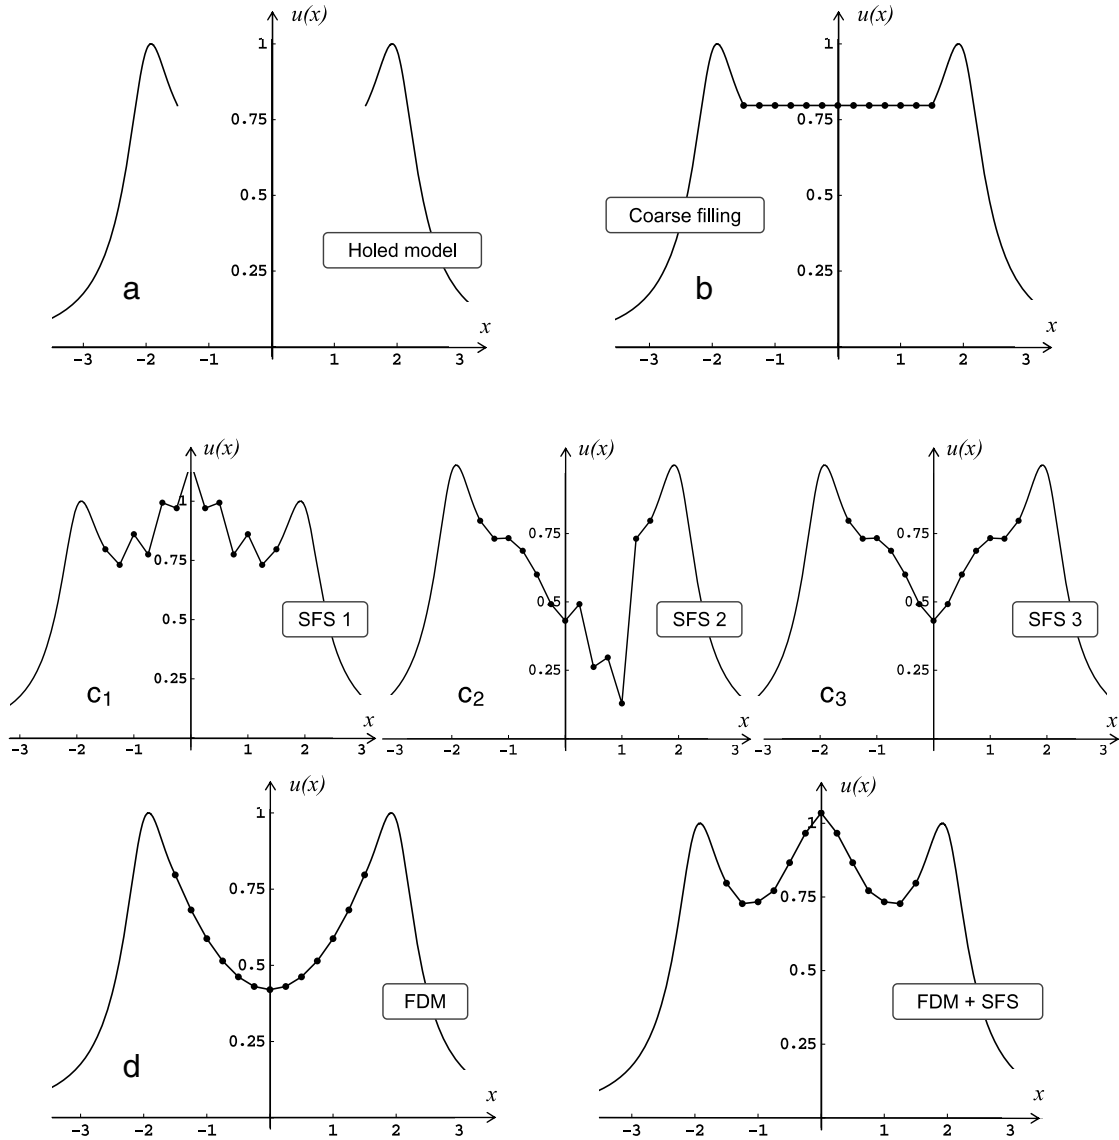 u(x)
1
0.75
0.5
0.25
Holed model
a
x
-3 -2 -1 1 2 3
u(x)
1
0.75
0.5
0.25
Coarse filling
b
x
-3 -2 -1 1 2 3
u(x)
1
0.75
0.5
0.25
SFS 1
c1
x
-3 -2 -1 1 2 3
u(x)
0.75
0.5
0.25
SFS 2
c2
x
-3 -2 -1 1 2 3
u(x)
0.75
0.5
0.25
SFS 3
c3
x
-3 -2 -1 1 2 3
u(x)
1
0.75
0.5
0.25
FDM
d
x
-3 -2 -1 1 2 3
u(x)
1
0.75
0.5
0.25
FDM + SFS
x
-3 -2 -1 1 2 3